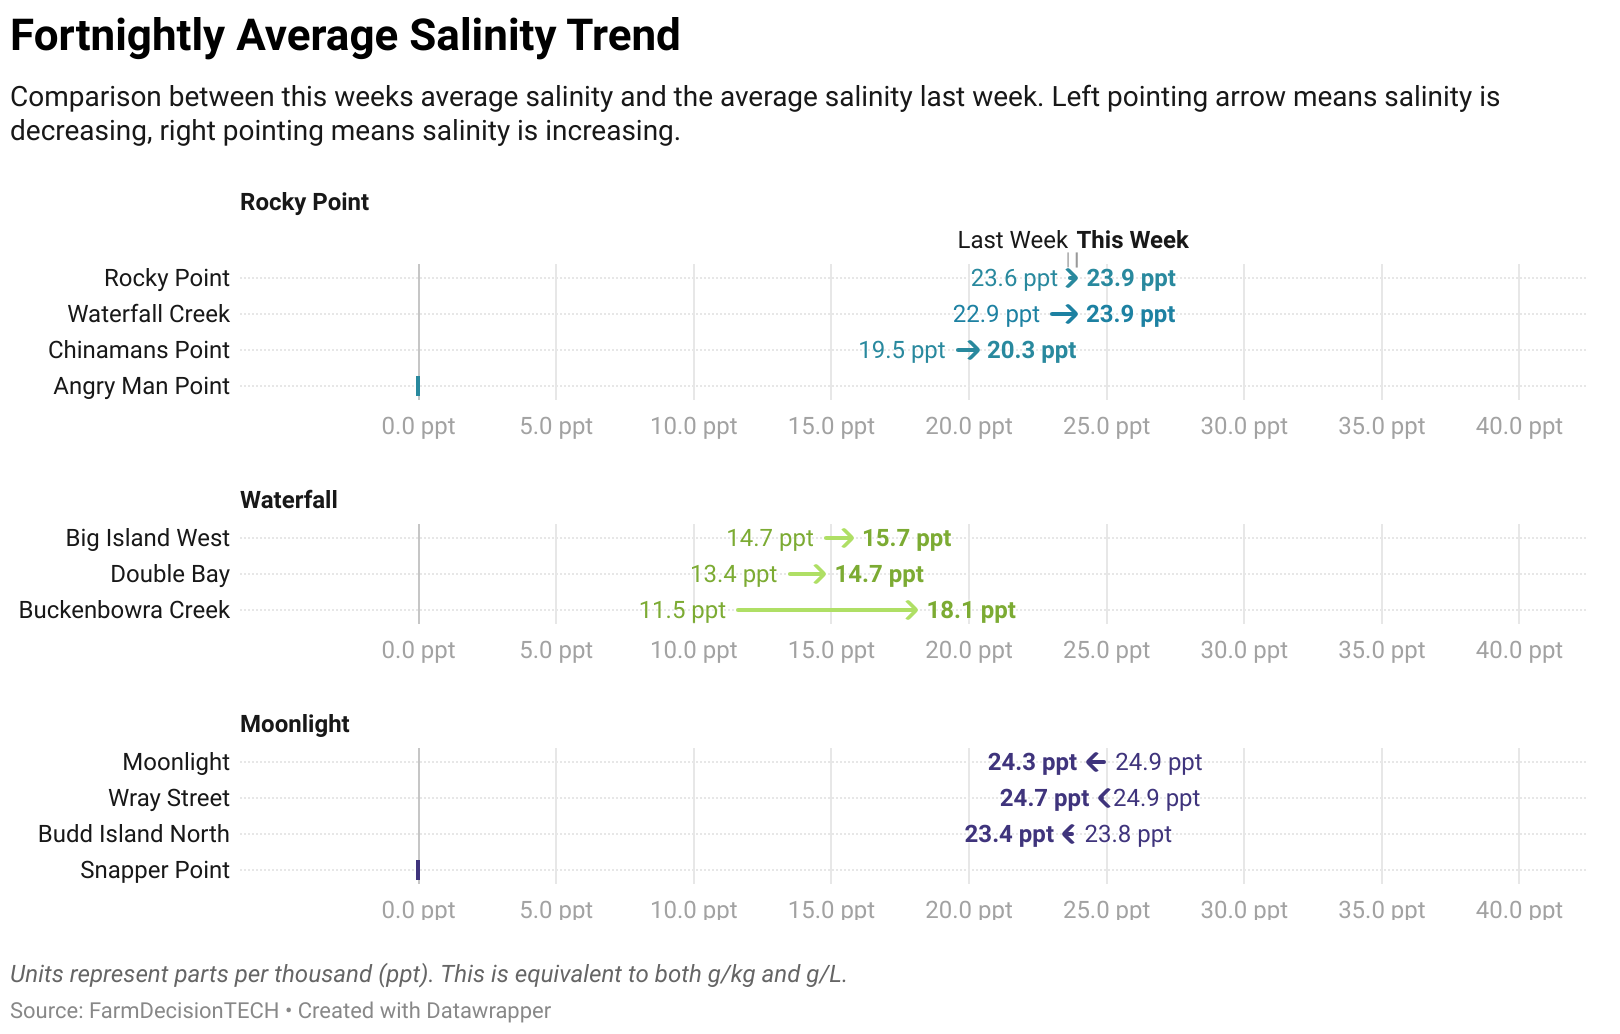 Fortnightly Average Salinity Trend
Comparison between this weeks average salinity and the average salinity last week. Left pointing arrow means salinity is
decreasing, right pointing means salinity is increasing.
Rocky Point
Last Week This Week
Rocky Point 23.6 ppt 23.9 ppt
Waterfall Creek 22.9 ppt 23.9 ppt
Chinamans Point 19.5 ppt 20.3 ppt
Angry Man Point
0.0 ppt 5.0 ppt 10.0 ppt 15.0 ppt 20.0 ppt 25.0 ppt 30.0 ppt 35.0 ppt 40.0 ppt
Waterfall
Big Island West 14.7 ppt 15.7 ppt
Double Bay 13.4 ppt 14.7 ppt
Buckenbowra Creek 11.5 ppt 18.1 ppt
0.0 ppt 5.0 ppt 10.0 ppt 15.0 ppt 20.0 ppt 25.0 ppt 30.0 ppt 35.0 ppt 40.0 ppt
Moonlight
Moonlight 24.3 ppt 24.9 ppt
Wray Street 24.7 ppt 24.9 ppt
Budd Island North 23.4 ppt 23.8 ppt
Snapper Point
0.0 ppt 5.0 ppt 10.0 ppt 15.0 ppt 20.0 ppt 25.0 ppt 30.0 ppt 35.0 ppt 40.0 ppt
Units represent parts per thousand (ppt). This is equivalent to both g/kg and g/L.
Source: FarmDecisionTECH • Created with Datawrapper